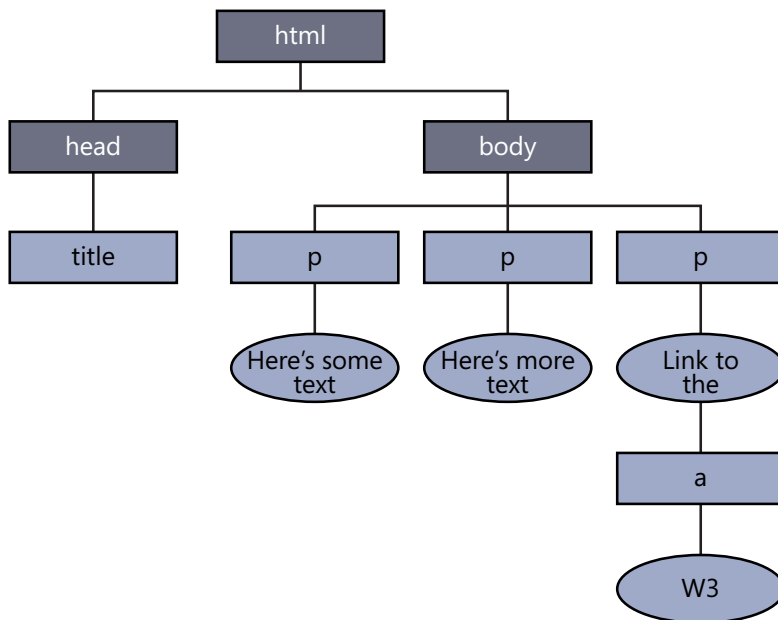 html
head
body
title
p
p
p
Here’s some
text
Here’s more
text
Link to
the
a
W3